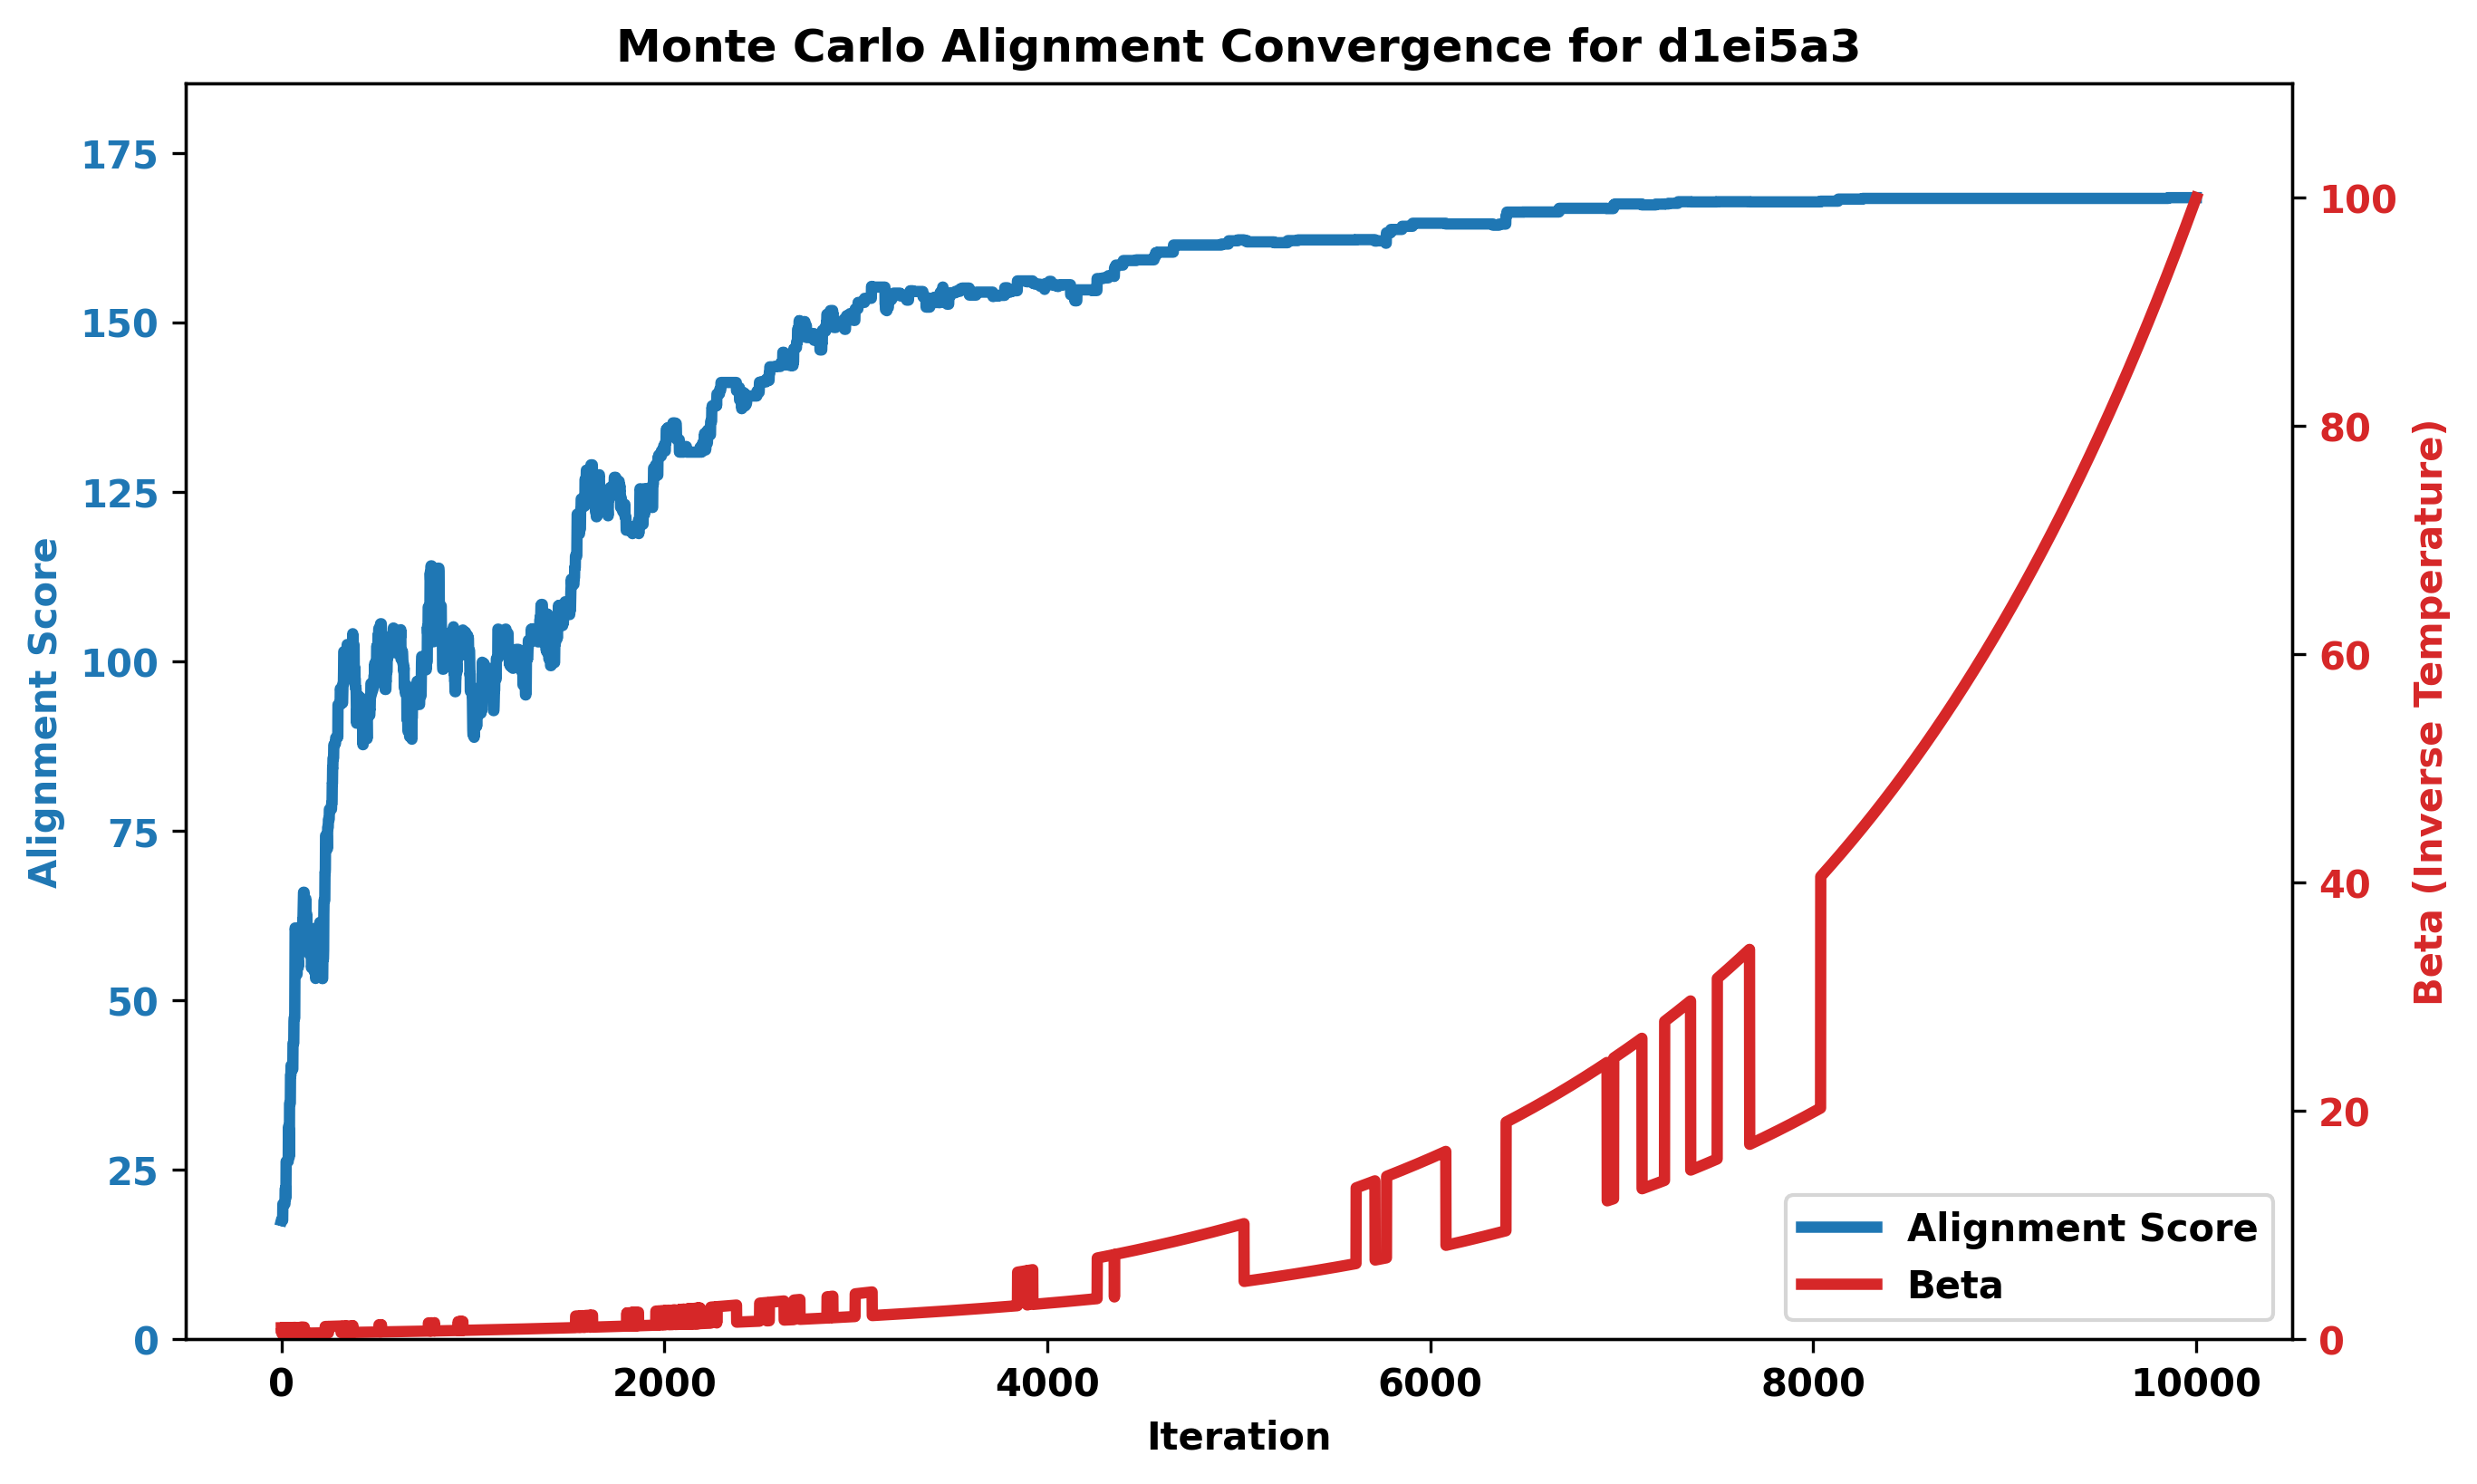 Monte Carlo Alignment Convergence for d1ei5a3
Alignment Score
175
150
125
100
75
50
25
0
Beta (Inverse Temperature)
100
80
60
40
20
0
Alignment Score
Beta
0 2000 4000 6000 8000 10000
Iteration